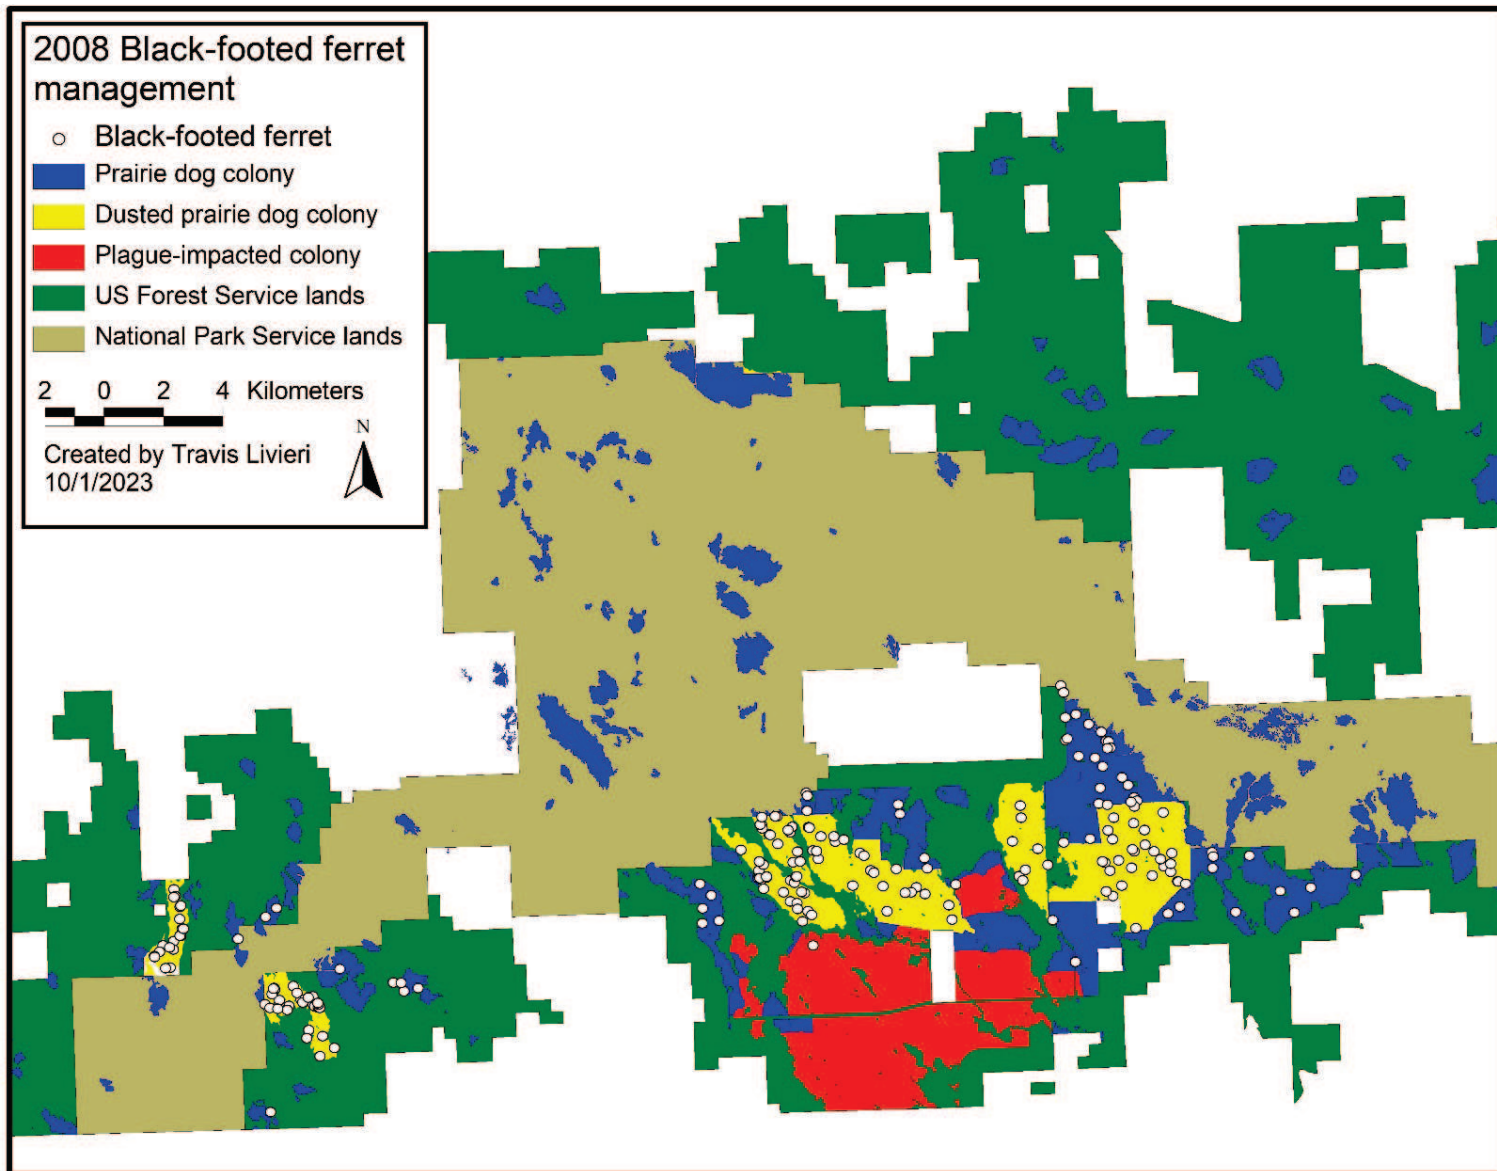 2008 Black-footed ferret
management
Black-footed ferret
Prairie dog colony
Dusted prairie dog colony
Plague-impacted colony
US Forest Service lands
National Park Service lands
2 0 2 4 Kilometers
N
Created by Travis Livieri
10/1/2023